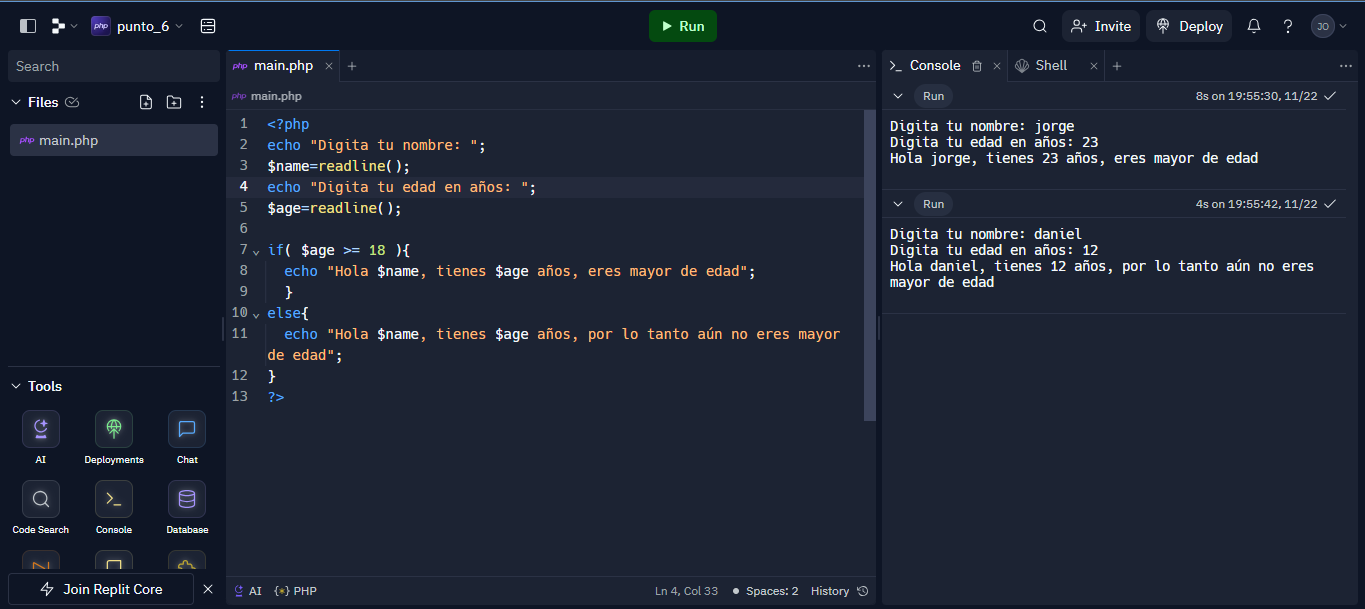 php punto_6
Run
Invite
Deploy
JO
Search
Files
php main.php
Tools
AI
Deployments
Chat
Code Search
Console
Database
Join Replit Core
php main.php
php main.php
1 <?php
2 echo "Digita tu nombre: ";
3 $name=readline();
4 echo "Digita tu edad en años: ";
5 $age=readline();
6
7 if( $age >= 18 ){
8 echo "Hola $name, tienes $age años, eres mayor de edad";
9 }
10 else{
11 echo "Hola $name, tienes $age años, por lo tanto aún no eres mayor
de edad";
12 }
13 ?>
AI {*} PHP
Ln 4, Col 33
Spaces: 2
History
Console
Shell
Run 8s on 19:55:30, 11/22
Digita tu nombre: jorge
Digita tu edad en años: 23
Hola jorge, tienes 23 años, eres mayor de edad
Run 4s on 19:55:42, 11/22
Digita tu nombre: daniel
Digita tu edad en años: 12
Hola daniel, tienes 12 años, por lo tanto aún no eres
mayor de edad